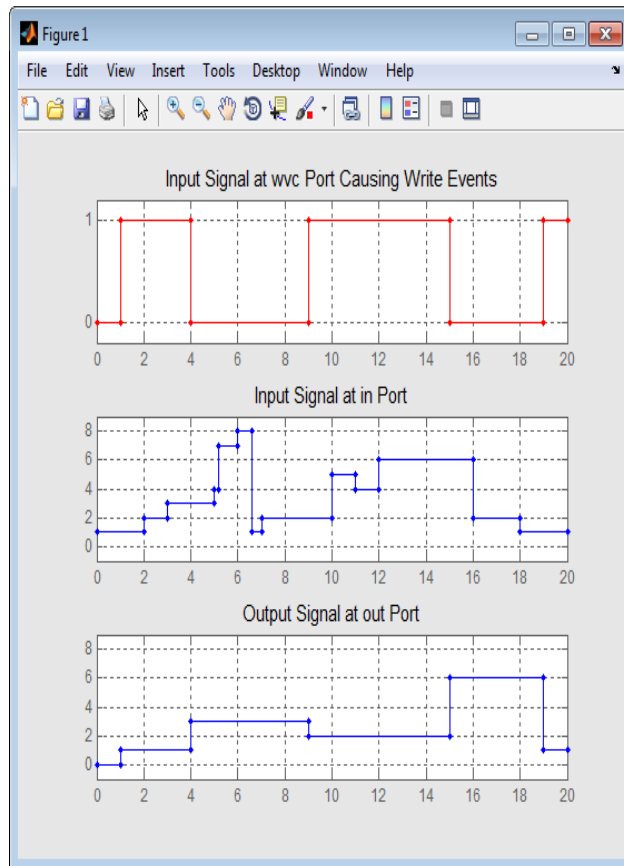 Figure 1
File Edit View Insert Tools Desktop Window Help
Input Signal at wvc Port Causing Write Events
1
0
0 2 4 6 8 10 12 14 16 18 20
Input Signal at in Port
8
6
4
2
0
0 2 4 6 8 10 12 14 16 18 20
Output Signal at out Port
8
6
4
2
0
0 2 4 6 8 10 12 14 16 18 20